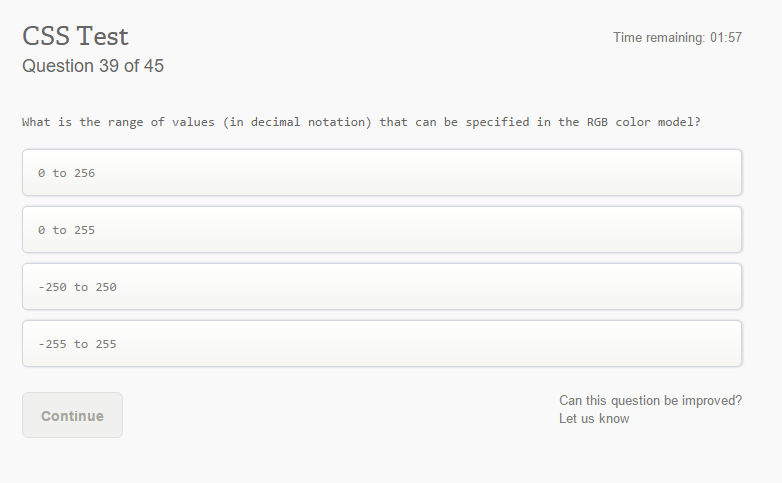 CSS Test
Time remaining: 01:57
Question 39 of 45
What is the range of values (in decimal notation) that can be specified in the RGB color model?
0 to 256
0 to 255
-250 to 250
-255 to 255
Continue
Can this question be improved?
Let us know